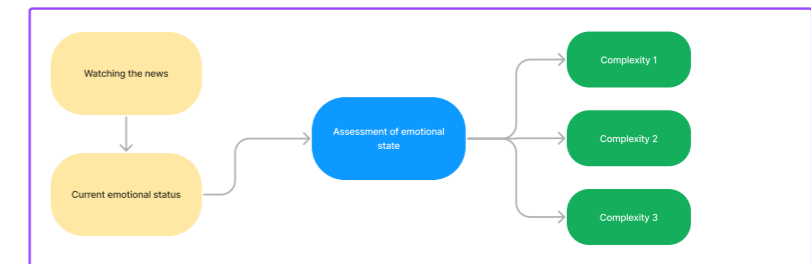 Watching the news
Current emotional status
Assessment of emotional
state
Complexity 1
Complexity 2
Complexity 3